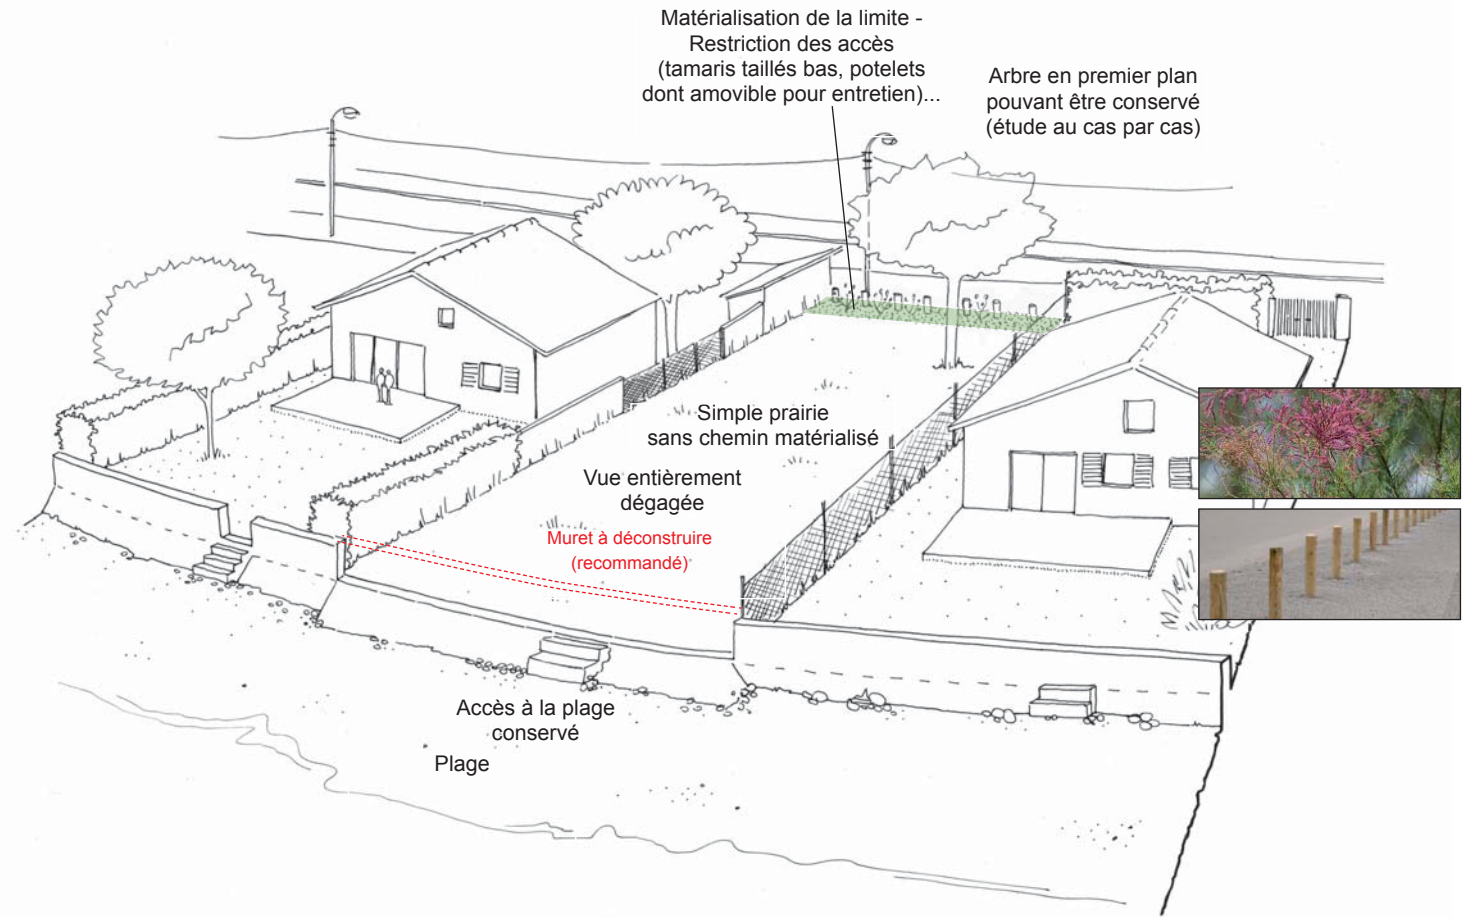 Matérialisation de la limite -
Restriction des accès
(tamaris taillés bas, potelets
dont amovible pour entretien)...
Arbre en premier plan
pouvant être conservé
(étude au cas par cas)
Simple prairie
sans chemin matérialisé
Vue entièrement
dégagée
Muret à déconstruire
(recommandé)
Accès à la plage
conservé
Plage